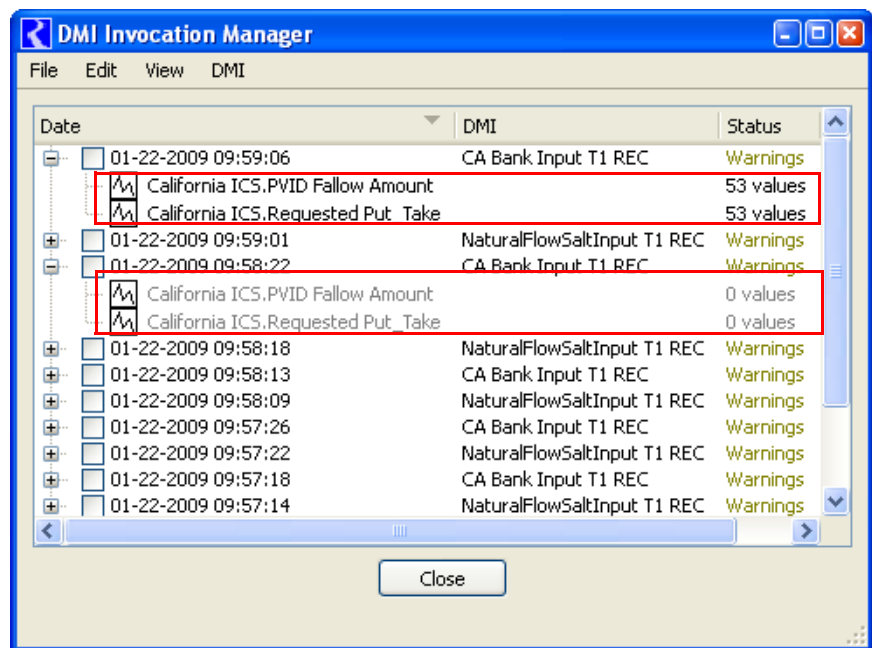 DMI Invocation Manager
File Edit View DMI
Date DMI Status
01-22-2009 09:59:06 CA Bank Input T1 REC Warnings
California ICS.PVID Fallow Amount 53 values
California ICS.Requested Put_Take 53 values
01-22-2009 09:59:01 NaturalFlowSaltInput T1 REC Warnings
01-22-2009 09:58:22 CA Bank Input T1 REC Warnings
California ICS.PVID Fallow Amount 0 values
California ICS.Requested Put_Take 0 values
01-22-2009 09:58:18 NaturalFlowSaltInput T1 REC Warnings
01-22-2009 09:58:13 CA Bank Input T1 REC Warnings
01-22-2009 09:58:09 NaturalFlowSaltInput T1 REC Warnings
01-22-2009 09:57:26 CA Bank Input T1 REC Warnings
01-22-2009 09:57:22 NaturalFlowSaltInput T1 REC Warnings
01-22-2009 09:57:18 CA Bank Input T1 REC Warnings
01-22-2009 09:57:14 NaturalFlowSaltInput T1 REC Warnings
Close